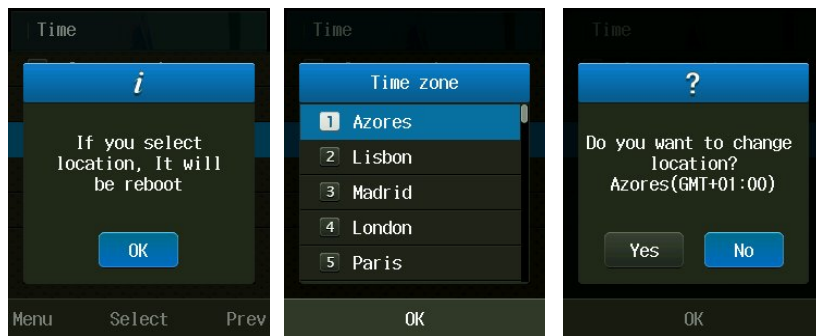 Time
i
If you select
location, It will
be reboot
OK
Menu Select Prev
Time
Time zone
1 Azores
2 Lisbon
3 Madrid
4 London
5 Paris
OK
Time
?
Do you want to change
location?
Azores(GMT+01:00)
Yes No
OK